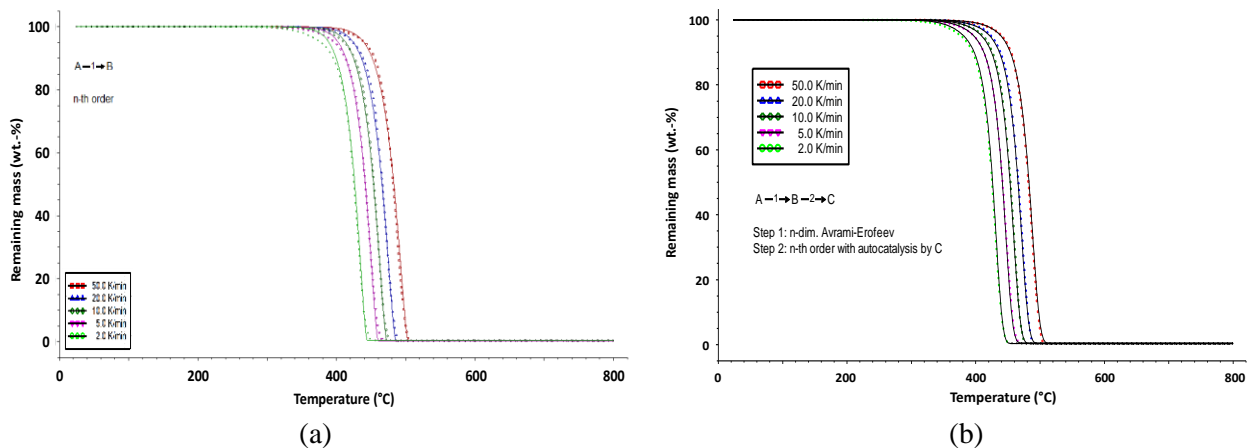 100
80
60
40
20
0
0
200
400
600
800
Remaining mass (wt.-%)
Temperature (°C)
A 1 B
n-th order
50.0 K/min
20.0 K/min
10.0 K/min
5.0 K/min
2.0 K/min
(a)
100
80
60
40
20
0
0
200
400
600
800
Remaining mass (wt.-%)
Temperature (°C)
50.0 K/min
20.0 K/min
10.0 K/min
5.0 K/min
2.0 K/min
A 1 B 2 C
Step 1: n-dim. Avrami-Erofeev
Step 2: n-th order with autocatalysis by C
(b)